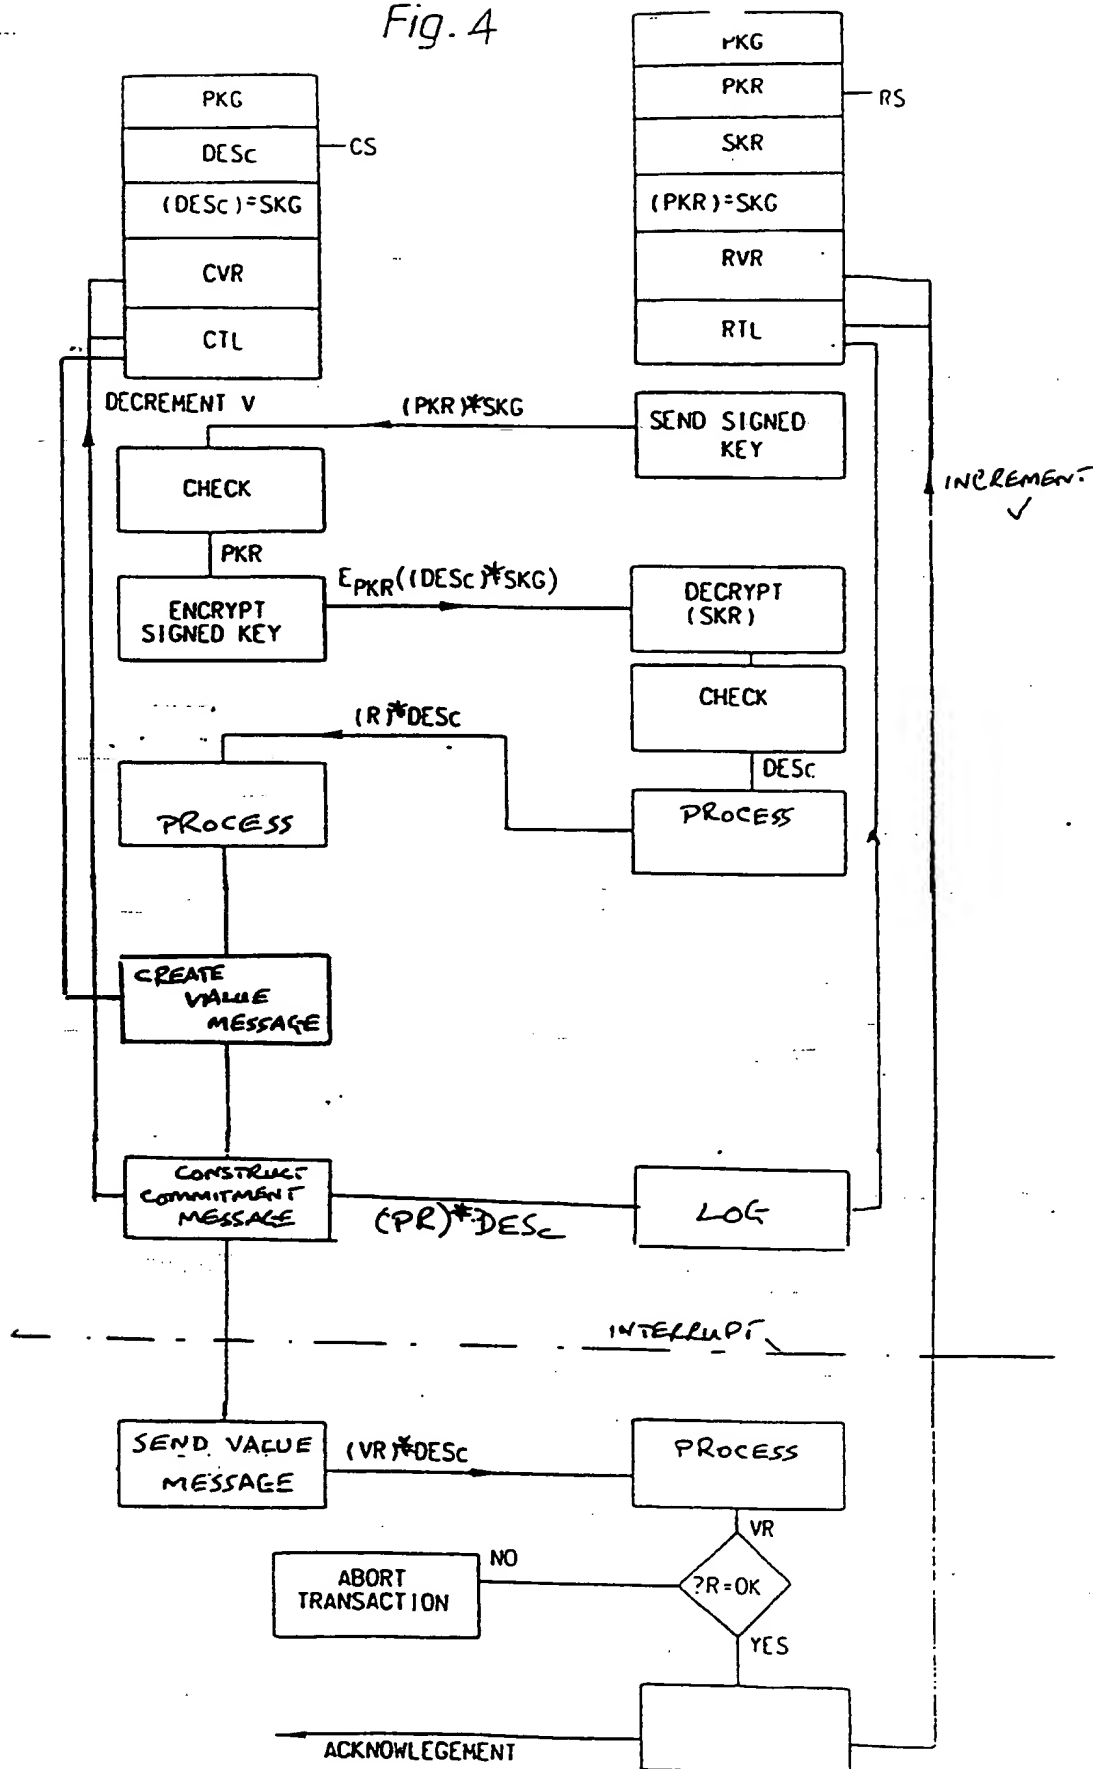 Fig. 4
PKG
DESc
CS
(DESc)*SKG
CVR
CTL
PKG
PKR
RS
SKR
(PKR)*SKG
RVR
RTL
DECREMENT V
(PKR)*SKG
SEND SIGNED
KEY
INCREMENT
V
CHECK
PKR
ENCRYPT
SIGNED KEY
EPKR((DESc)*SKG)
DECRYPT
(SKR)
CHECK
DESc
(R)*DESc
PROCESS
PROCESS
CREATE
VALUE
MESSAGE
CONSTRUCT
COMMITMENT
MESSAGE
(PR)*DESc
LOG
INTERRUPT
SEND VALUE
MESSAGE
(VR)*DESc
PROCESS
VR
?R=OK
NO
ABORT
TRANSACTION
YES
ACKNOWLEGEMENT